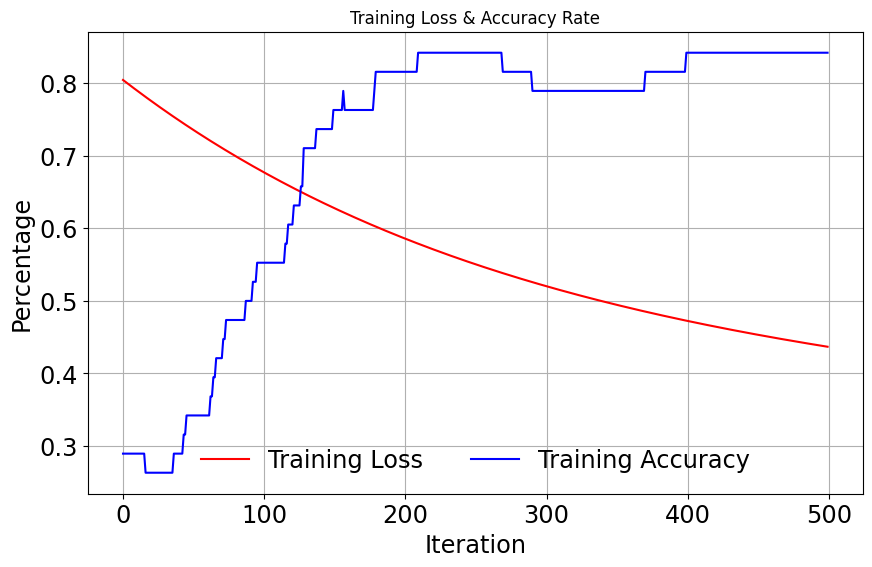 Training Loss & Accuracy Rate
Percentage
0.8
0.7
0.6
0.5
0.4
0.3
Training Loss Training Accuracy
0 100 200 300 400 500
Iteration